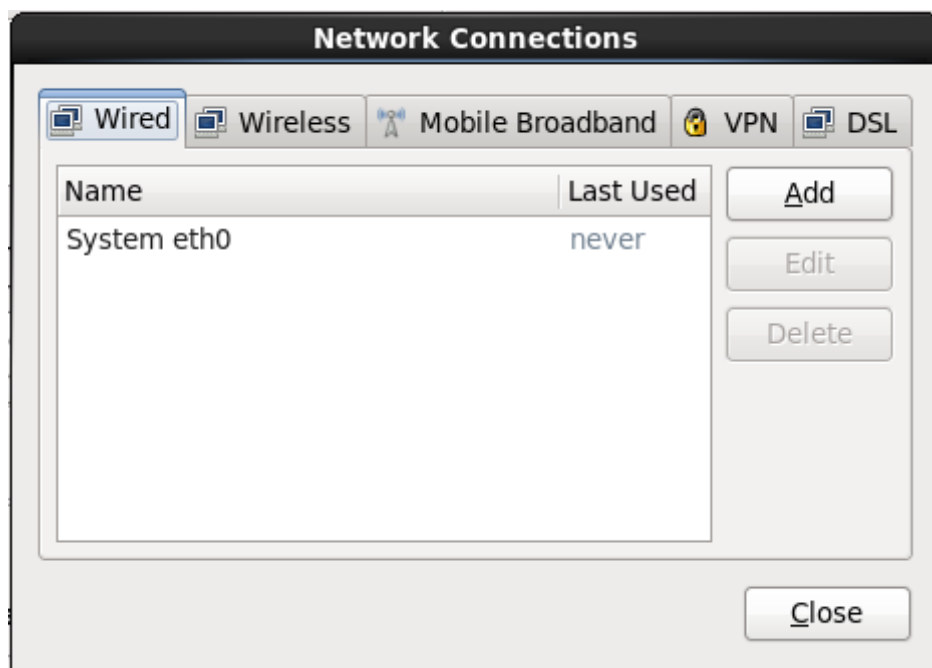 Network Connections
Wired Wireless Mobile Broadband VPN DSL
Name Last Used
Add
System eth0 never
Edit
Delete
Close